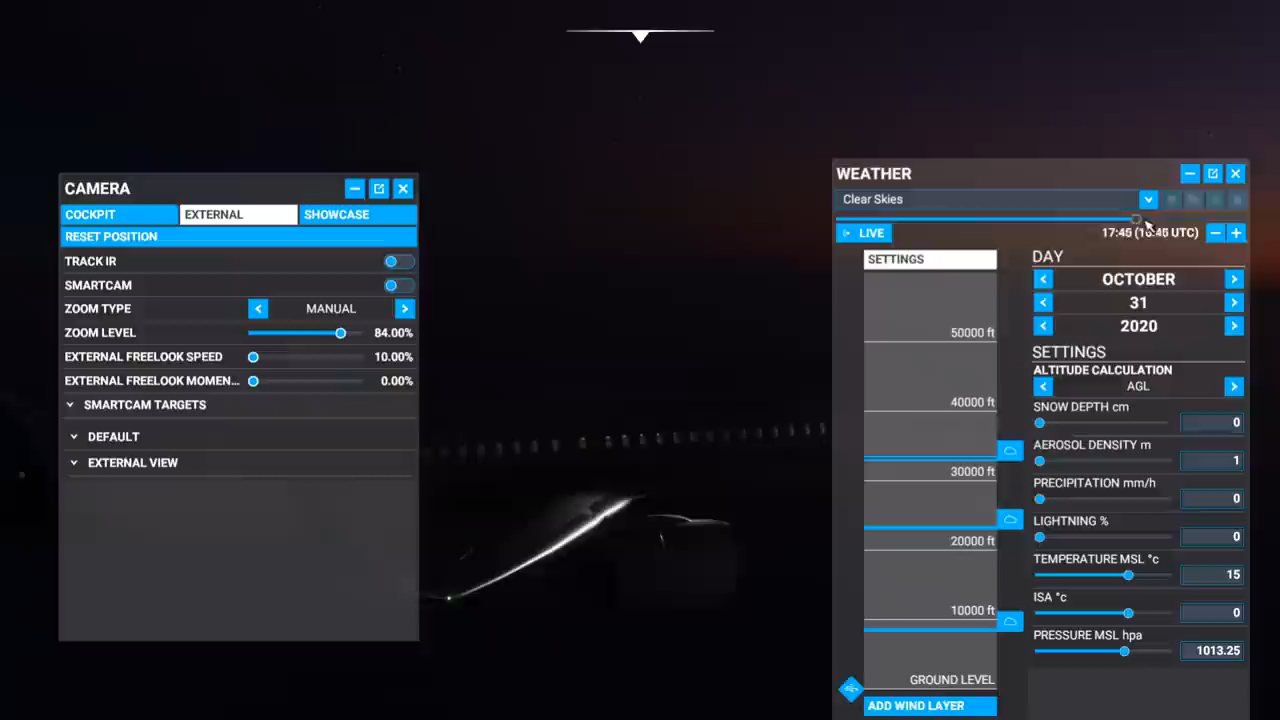 CAMERA
COCKPIT EXTERNAL SHOWCASE
RESET POSITION
TRACK IR
SMARTCAM
ZOOM TYPE MANUAL
ZOOM LEVEL 84.00%
EXTERNAL FREELOOK SPEED 10.00%
EXTERNAL FREELOOK MOMEN... 0.00%
SMARTCAM TARGETS
DEFAULT
EXTERNAL VIEW
WEATHER
Clear Skies
LIVE 17:45 (16:45 UTC)
SETTINGS
50000 ft
40000 ft
30000 ft
20000 ft
10000 ft
GROUND LEVEL
ADD WIND LAYER
DAY
OCTOBER
31
2020
SETTINGS
ALTITUDE CALCULATION
AGL
SNOW DEPTH cm
0
AEROSOL DENSITY m
1
PRECIPITATION mm/h
0
LIGHTNING %
0
TEMPERATURE MSL °c
15
ISA °c
0
PRESSURE MSL hpa
1013.25